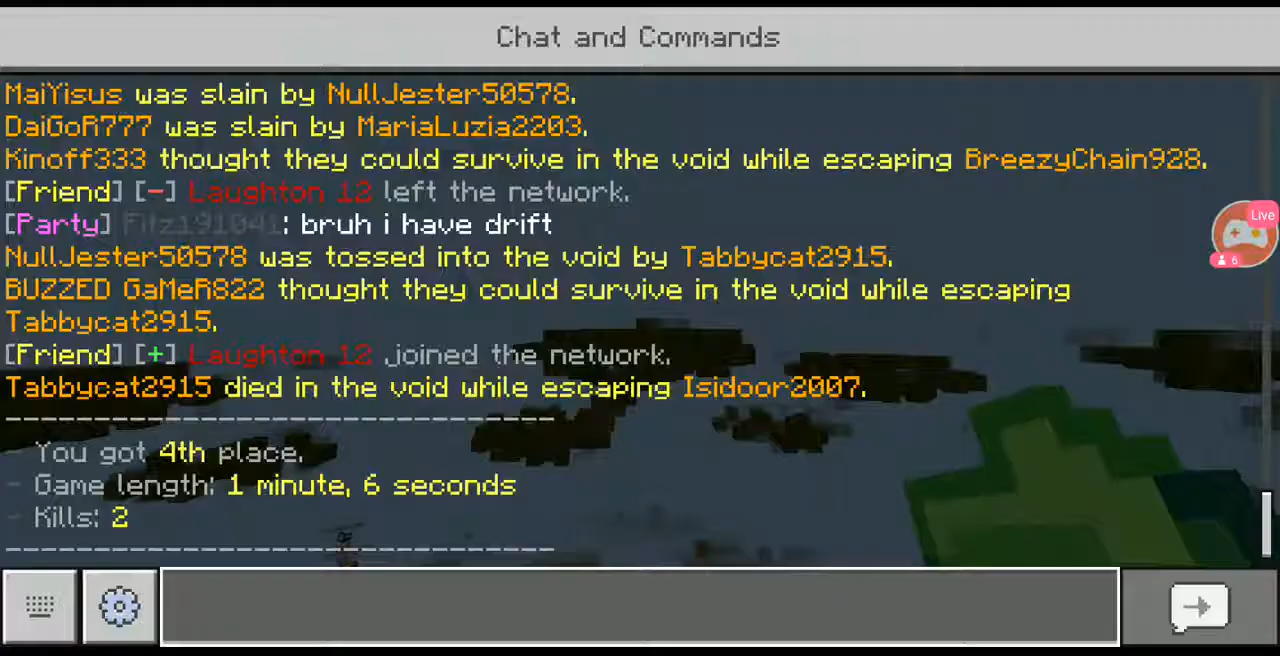 Chat and Commands
MaiYisus was slain by NullJester50578.
DaiGoR777 was slain by MariaLuzia2203.
Kinoff333 thought they could survive in the void while escaping BreezyChain928.
[Friend] [-] Laughton 12 left the network.
[Party] Fitz191041: bruh i have drift
NullJester50578 was tossed into the void by Tabbycat2915.
BUZZED GaMeR822 thought they could survive in the void while escaping
Tabbycat2915.
[Friend] [+] Laughton 12 joined the network.
Tabbycat2915 died in the void while escaping Isidoor2007.
You got 4th place.
- Game length: 1 minute, 6 seconds
- Kills: 2
Live
6